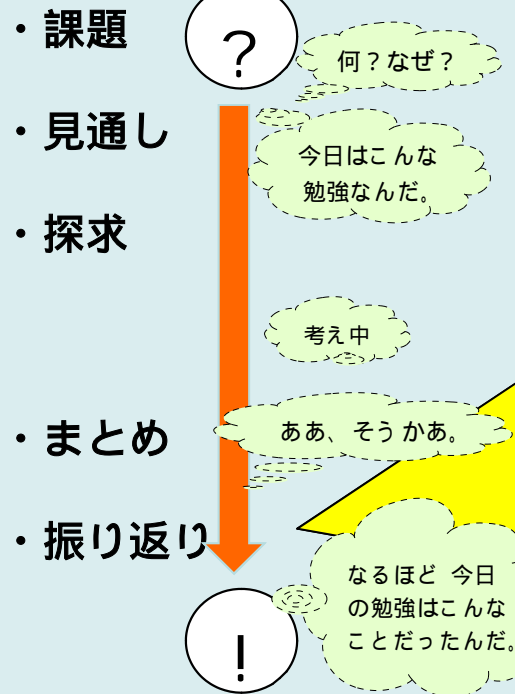 ・課題
？
何？なぜ？
・見通し
今日はこんな
勉強なんだ。
・探求
考え中
・まとめ
ああ、そうかあ。
・振り返り
なるほど 今日
の勉強はこんな
ことだったんだ。
！